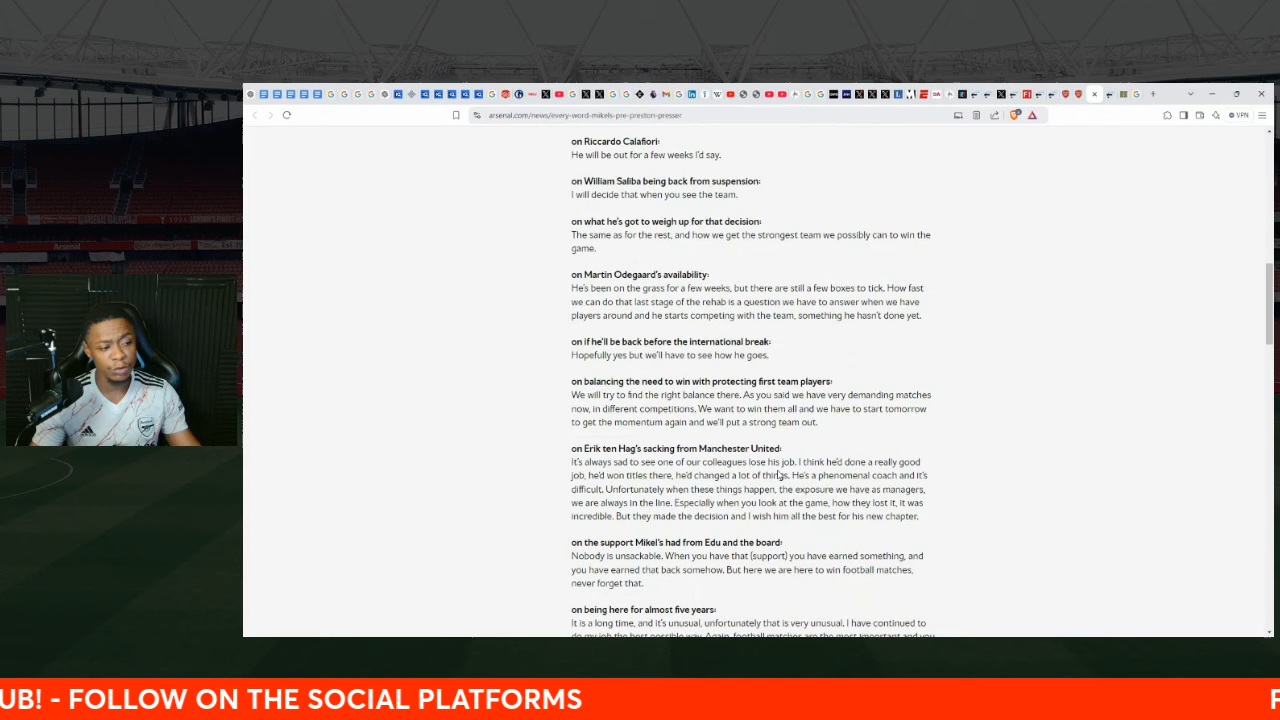 arsenal.com/news/every-word-mikels-pre-preston-presser
VPN
on Riccardo Calafiori:
He will be out for a few weeks I'd say.
on William Saliba being back from suspension:
I will decide that when you see the team.
on what he's got to weigh up for that decision:
The same as for the rest, and how we get the strongest team we possibly can to win the
game.
on Martin Odegaard's availability:
He's been on the grass for a few weeks, but there are still a few boxes to tick. How fast
we can do that last stage of the rehab is a question we have to answer when we have
players around and he starts competing with the team, something he hasn't done yet.
on if he'll be back before the international break:
Hopefully yes but we'll have to see how he goes.
on balancing the need to win with protecting first team players:
We will try to find the right balance there. As you said we have very demanding matches
now, in different competitions. We want to win them all and we have to start tomorrow
to get the momentum again and we'll put a strong team out.
on Erik ten Hag's sacking from Manchester United:
It's always sad to see one of our colleagues lose his job. I think he'd done a really good
job, he'd won titles there, he'd changed a lot of things. He's a phenomenal coach and it's
difficult. Unfortunately when these things happen, the exposure we have as managers,
we are always in the line. Especially when you look at the game, how they lost it, it was
incredible. But they made the decision and I wish him all the best for his new chapter.
on the support Mikel's had from Edu and the board:
Nobody is unsackable. When you have that (support) you have earned something, and
you have earned that back somehow. But here we are here to win football matches,
never forget that.
on being here for almost five years:
It is a long time, and it's unusual, unfortunately that is very unusual. I have continued to
do my job the best possible way. Again, football matches are the most important and you
Arsenal
UB! - FOLLOW ON THE SOCIAL PLATFORMS